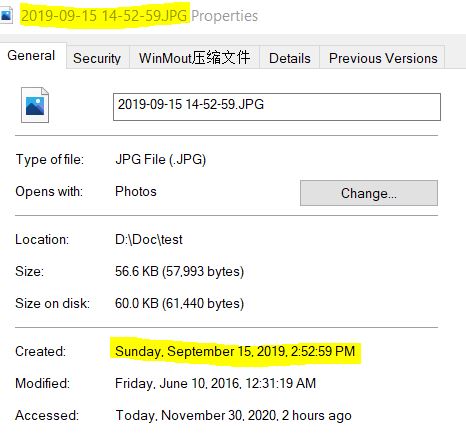 2019-09-15 14-52-59.JPG Properties
General Security WinMout压缩文件 Details Previous Versions
2019-09-15 14-52-59.JPG
Type of file: JPG File (.JPG)
Opens with: Photos Change...
Location: D:\Doc\test
Size: 56.6 KB (57,993 bytes)
Size on disk: 60.0 KB (61,440 bytes)
Created: Sunday, September 15, 2019, 2:52:59 PM
Modified: Friday, June 10, 2016, 12:31:19 AM
Accessed: Today, November 30, 2020, 2 hours ago